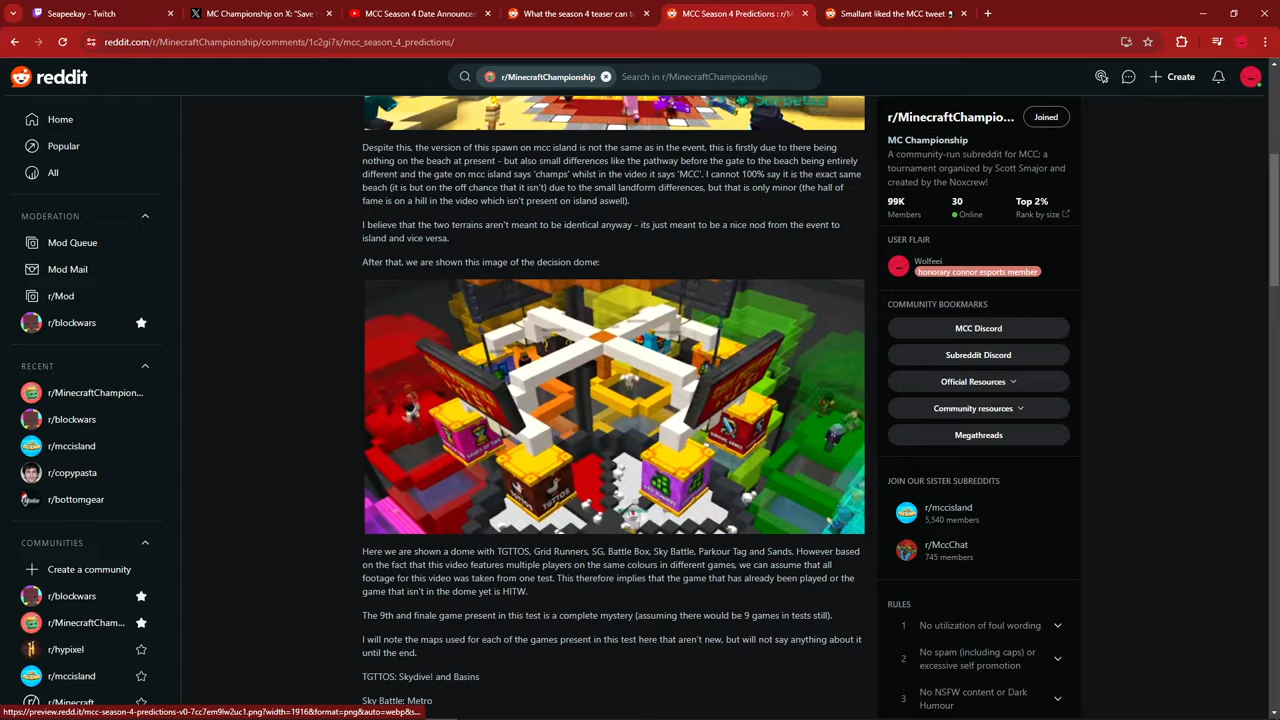 Seapeekay - Twitch
MC Championship on X: "Save
MCC Season 4 Date Announced
What the season 4 teaser can te
MCC Season 4 Predictions : r/M
Smallant liked the MCC tweet
reddit.com/r/MinecraftChampionship/comments/1c2gi7s/mcc_season_4_predictions/
reddit
r/MinecraftChampionship
Search in r/MinecraftChampionship
Create
Home
Popular
All
MODERATION
Mod Queue
Mod Mail
r/Mod
r/blockwars
RECENT
r/MinecraftChampion...
r/blockwars
r/mccisland
r/copypasta
r/bottomgear
COMMUNITIES
Create a community
r/blockwars
r/MinecraftCham...
r/hypixel
r/mccisland
r/Minecraft
Despite this, the version of this spawn on mcc island is not the same as in the event, this is firstly due to there being
nothing on the beach at present - but also small differences like the pathway before the gate to the beach being entirely
different and the gate on mcc island says 'champs' whilst in the video it says 'MCC'. I cannot 100% say it is the exact same
beach (it is but on the off chance that it isn't) due to the small landform differences, but that is only minor (the hall of
fame is on a hill in the video which isn't present on island aswell).
I believe that the two terrains aren't meant to be identical anyway - its just meant to be a nice nod from the event to
island and vice versa.
After that, we are shown this image of the decision dome:
TGTTOS
Here we are shown a dome with TGTTOS, Grid Runners, SG, Battle Box, Sky Battle, Parkour Tag and Sands. However based
on the fact that this video features multiple players on the same colours in different games, we can assume that all
footage for this video was taken from one test. This therefore implies that the game that has already been played or the
game that isn't in the dome yet is HITW.
The 9th and finale game present in this test is a complete mystery (assuming there would be 9 games in tests still).
I will note the maps used for each of the games present in this test here that aren't new, but will not say anything about it
until the end.
TGTTOS: Skydive! and Basins
Sky Battle: Metro
r/MinecraftChampio...
Joined
MC Championship
A community-run subreddit for MCC; a
tournament organized by Scott Smajor and
created by the Noxcrew!
99K
30
Top 2%
Members
Online
Rank by size
USER FLAIR
Wolfeei
honorary connor esports member
COMMUNITY BOOKMARKS
MCC Discord
Subreddit Discord
Official Resources
Community resources
Megathreads
JOIN OUR SISTER SUBREDDITS
r/mccisland
5,540 members
r/MccChat
745 members
RULES
1 No utilization of foul wording
2 No spam (including caps) or
excessive self promotion
3 No NSFW content or Dark
Humour
https://preview.redd.it/mcc-season-4-predictions-v0-7cc7em9lw2uc1.png?width=1916&format=png&auto=webp&s...